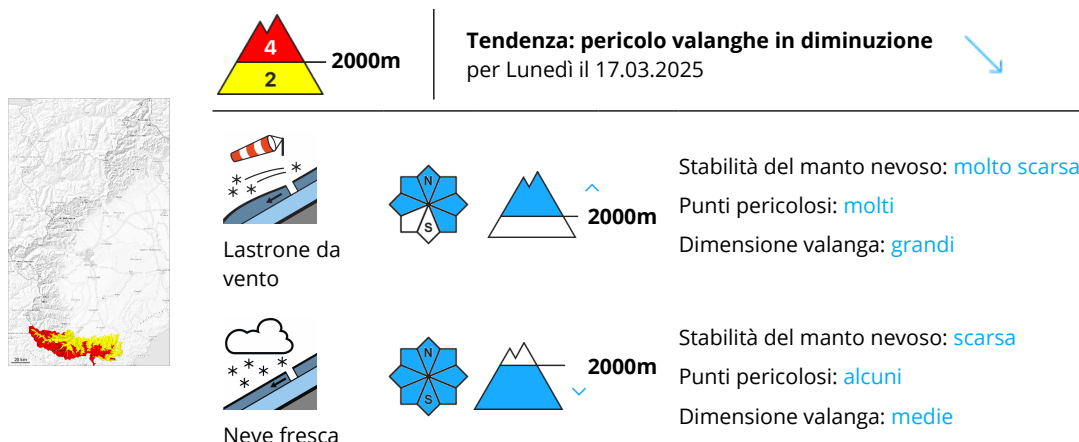 4
2
2000m
Tendenza: pericolo valanghe in diminuzione
per Lunedì il 17.03.2025
Lastrone da
vento
N
S
2000m
Stabilità del manto nevoso: molto scarsa
Punti pericolosi: molti
Dimensione valanga: grandi
Neve fresca
N
S
2000m
Stabilità del manto nevoso: scarsa
Punti pericolosi: alcuni
Dimensione valanga: medie
20 km